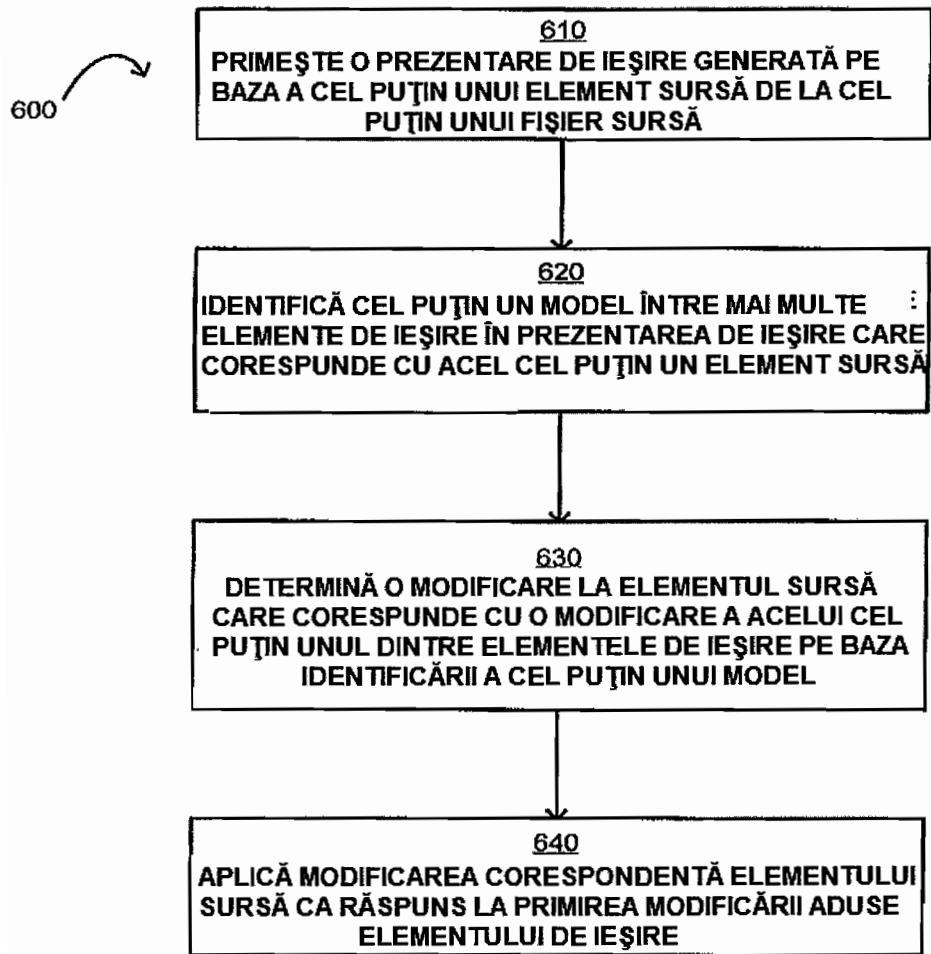 600
610
PRIMEŞTE O PREZENTARE DE IEŞIRE GENERATĂ PE
BAZA A CEL PUŢIN UNUI ELEMENT SURSĂ DE LA CEL
PUŢIN UNUI FIŞIER SURSĂ
620
IDENTIFICĂ CEL PUŢIN UN MODEL ÎNTRE MAI MULTE
ELEMENTE DE IEŞIRE ÎN PREZENTAREA DE IEŞIRE CARE
CORESPUNDE CU ACEL CEL PUŢIN UN ELEMENT SURSĂ
630
DETERMINĂ O MODIFICARE LA ELEMENTUL SURSĂ
CARE CORESPUNDE CU O MODIFICARE A ACELUI CEL
PUŢIN UNUL DINTRE ELEMENTELE DE IEŞIRE PE BAZA
IDENTIFICĂRII A CEL PUŢIN UNUI MODEL
640
APLICĂ MODIFICAREA CORESPONDENTĂ ELEMENTULUI
SURSĂ CA RĂSPUNS LA PRIMIREA MODIFICĂRII ADUSE
ELEMENTULUI DE IEŞIRE